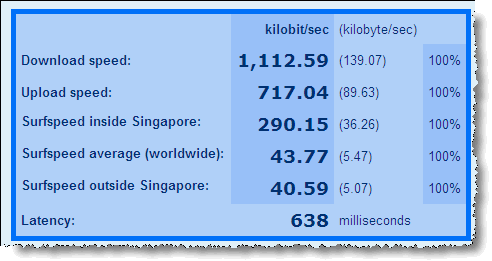 kilobit/sec (kilobyte/sec)
Download speed: 1,112.59 (139.07) 100%
Upload speed: 717.04 (89.63) 100%
Surfspeed inside Singapore: 290.15 (36.26) 100%
Surfspeed average (worldwide): 43.77 (5.47) 100%
Surfspeed outside Singapore: 40.59 (5.07) 100%
Latency: 638 milliseconds